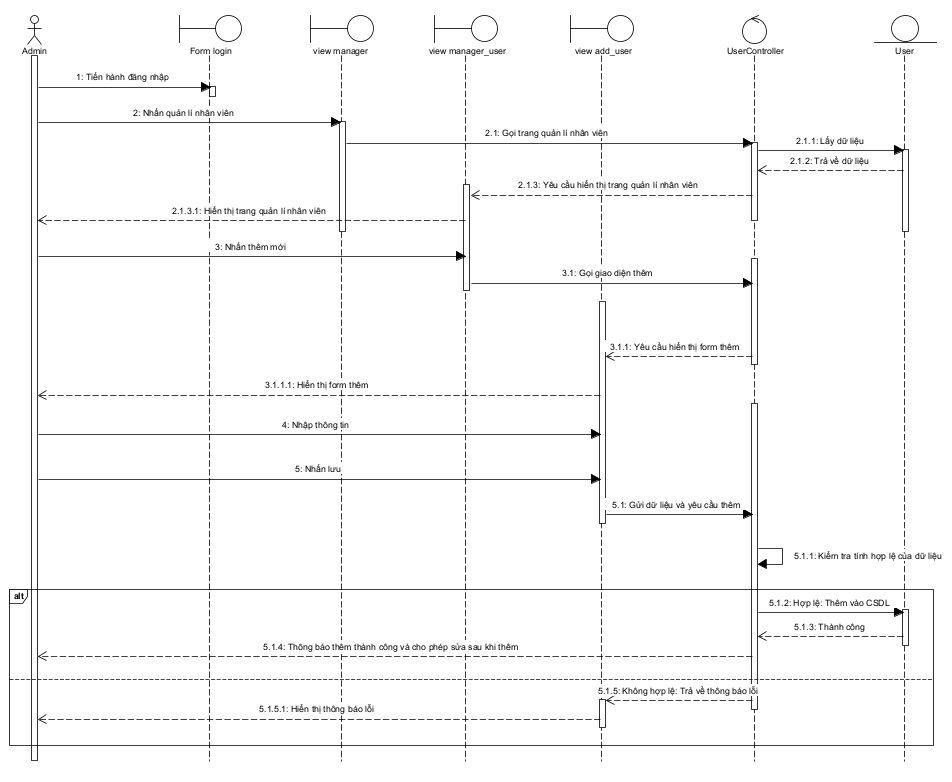 Admin
Form login
view manager
view manager_user
view add_user
UserController
User
1: Tiến hành đăng nhập
2: Nhấn quản lí nhân viên
2.1: Gọi trang quản lí nhân viên
2.1.1: Lấy dữ liệu
2.1.2: Trả về dữ liệu
2.1.3: Yêu cầu hiển thị trang quản lí nhân viên
2.1.3.1: Hiển thị trang quản lí nhân viên
3: Nhấn thêm mới
3.1: Gọi giao diện thêm
3.1.1: Yêu cầu hiển thị form thêm
3.1.1.1: Hiển thị form thêm
4: Nhập thông tin
5: Nhấn lưu
5.1: Gửi dữ liệu và yêu cầu thêm
5.1.1: Kiểm tra tính hợp lệ của dữ liệu
alt
5.1.2: Hợp lệ: Thêm vào CSDL
5.1.3: Thành công
5.1.4: Thông báo thêm thành công và cho phép sửa sau khi thêm
5.1.5: Không hợp lệ: Trả về thông báo lỗi
5.1.5.1: Hiển thị thông báo lỗi